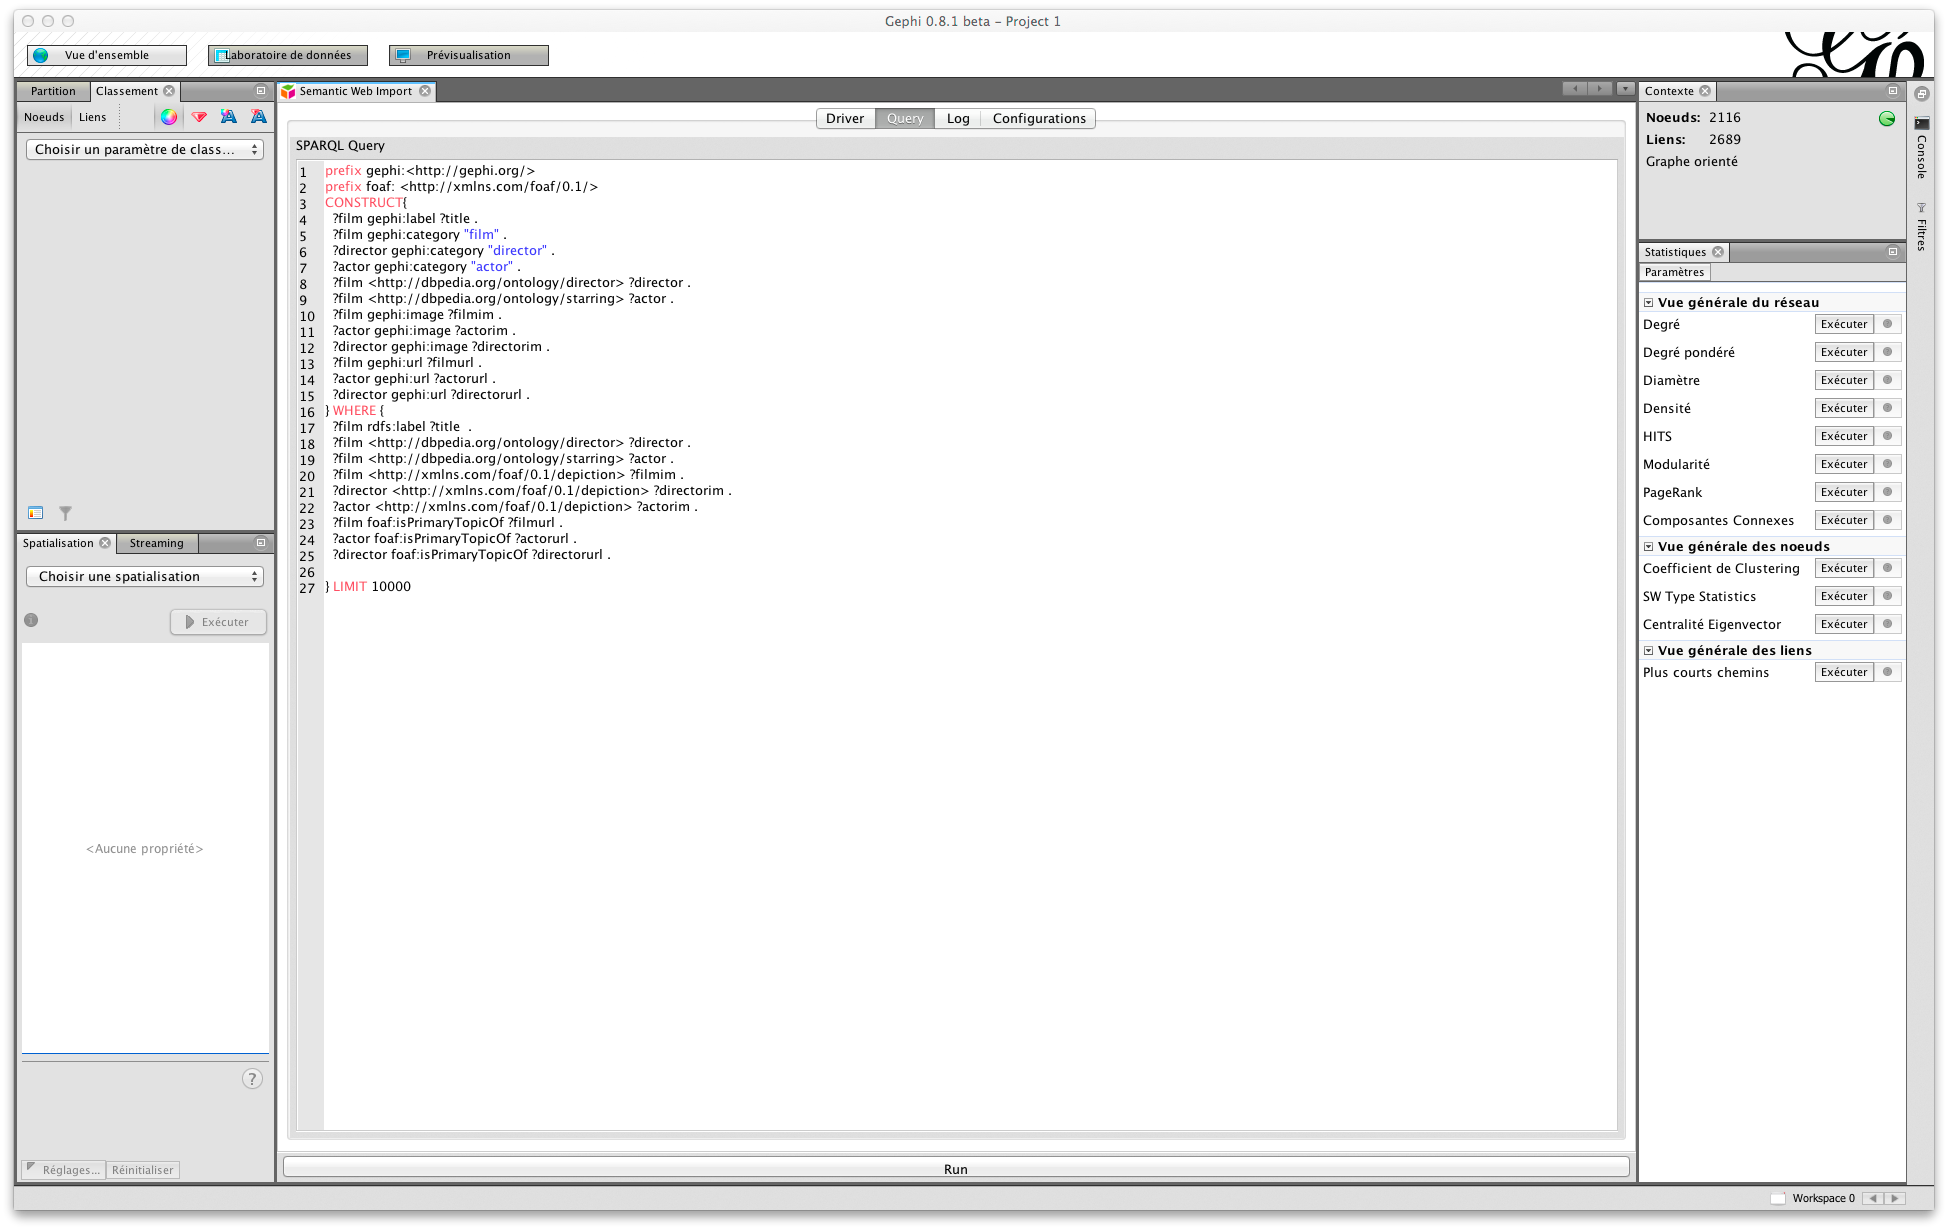 Gephi 0.8.1 beta – Project 1
Vue d'ensemble
Laboratoire de données
Prévisualisation
Partition
Classement
Noeuds
Liens
Choisir un paramètre de class...
Spatialisation
Streaming
Choisir une spatialisation
Exécuter
<Aucune propriété>
?
Réglages...
Réinitialiser
Semantic Web Import
Driver
Query
Log
Configurations
SPARQL Query
1 prefix gephi:<http://gephi.org/>
2 prefix foaf: <http://xmlns.com/foaf/0.1/>
3 CONSTRUCT{
4 ?film gephi:label ?title .
5 ?film gephi:category "film" .
6 ?director gephi:category "director" .
7 ?actor gephi:category "actor" .
8 ?film <http://dbpedia.org/ontology/director> ?director .
9 ?film <http://dbpedia.org/ontology/starring> ?actor .
10 ?film gephi:image ?filmim .
11 ?actor gephi:image ?actorim .
12 ?director gephi:image ?directorim .
13 ?film gephi:url ?filmurl .
14 ?actor gephi:url ?actorurl .
15 ?director gephi:url ?directorurl .
16 } WHERE {
17 ?film rdfs:label ?title  .
18 ?film <http://dbpedia.org/ontology/director> ?director .
19 ?film <http://dbpedia.org/ontology/starring> ?actor .
20 ?film <http://xmlns.com/foaf/0.1/depiction> ?filmim .
21 ?director <http://xmlns.com/foaf/0.1/depiction> ?directorim .
22 ?actor <http://xmlns.com/foaf/0.1/depiction> ?actorim .
23 ?film foaf:isPrimaryTopicOf ?filmurl .
24 ?actor foaf:isPrimaryTopicOf ?actorurl .
25 ?director foaf:isPrimaryTopicOf ?directorurl .
26
27 } LIMIT 10000
Run
Contexte
Noeuds: 2116
Liens: 2689
Graphe orienté
Statistiques
Paramètres
Vue générale du réseau
Degré Exécuter
Degré pondéré Exécuter
Diamètre Exécuter
Densité Exécuter
HITS Exécuter
Modularité Exécuter
PageRank Exécuter
Composantes Connexes Exécuter
Vue générale des noeuds
Coefficient de Clustering Exécuter
SW Type Statistics Exécuter
Centralité Eigenvector Exécuter
Vue générale des liens
Plus courts chemins Exécuter
Console
Filtres
Workspace 0